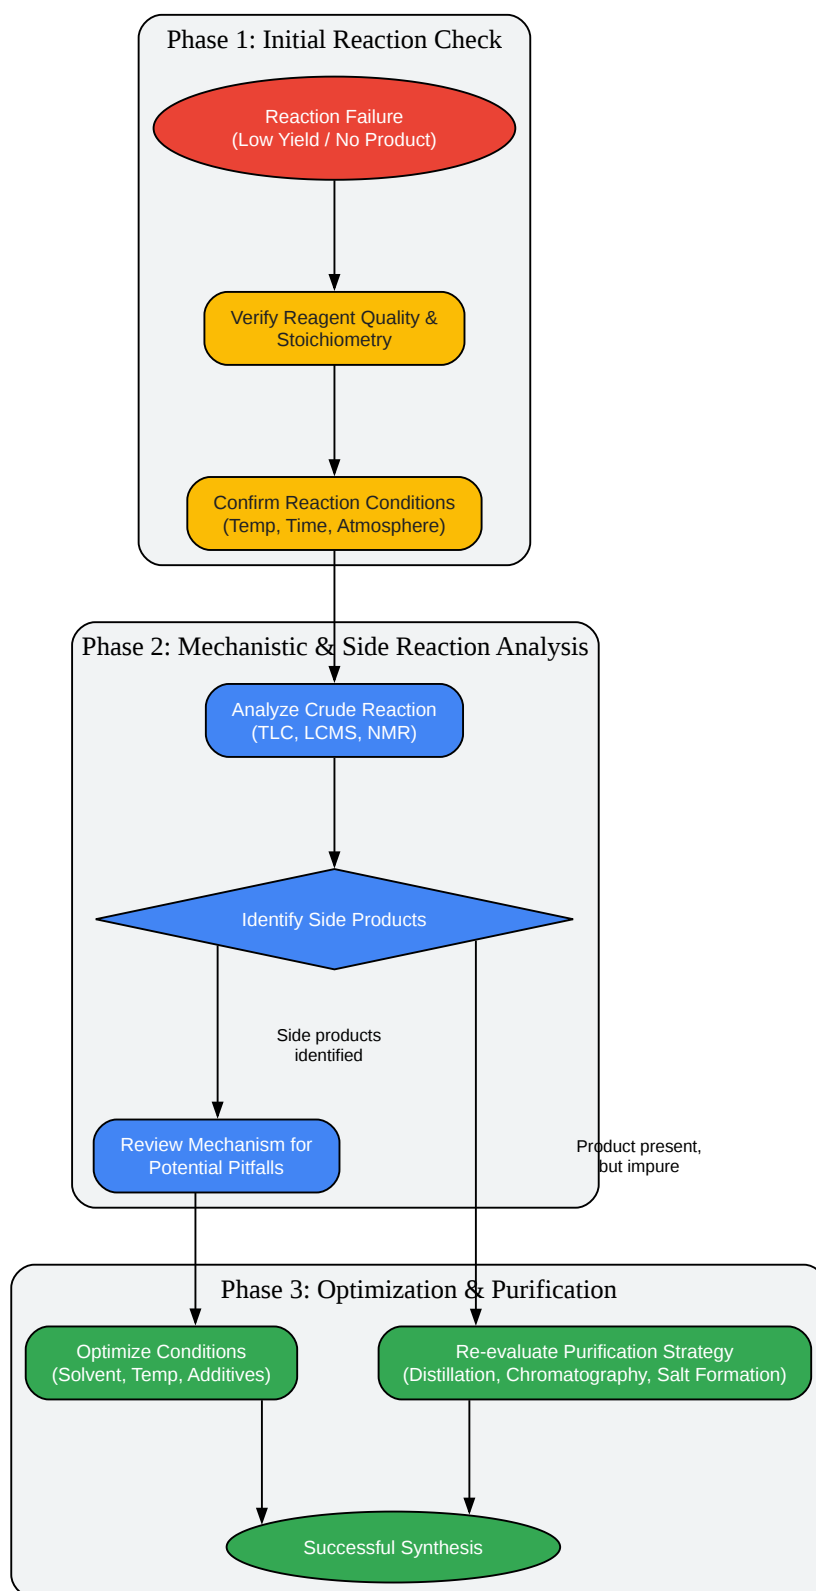 Phase 1: Initial Reaction Check
Reaction Failure
(Low Yield / No Product)
Verify Reagent Quality &
Stoichiometry
Confirm Reaction Conditions
(Temp, Time, Atmosphere)
Phase 2: Mechanistic & Side Reaction Analysis
Analyze Crude Reaction
(TLC, LCMS, NMR)
Identify Side Products
Side products
identified
Review Mechanism for
Potential Pitfalls
Product present,
but impure
Phase 3: Optimization & Purification
Optimize Conditions
(Solvent, Temp, Additives)
Re-evaluate Purification Strategy
(Distillation, Chromatography, Salt Formation)
Successful Synthesis